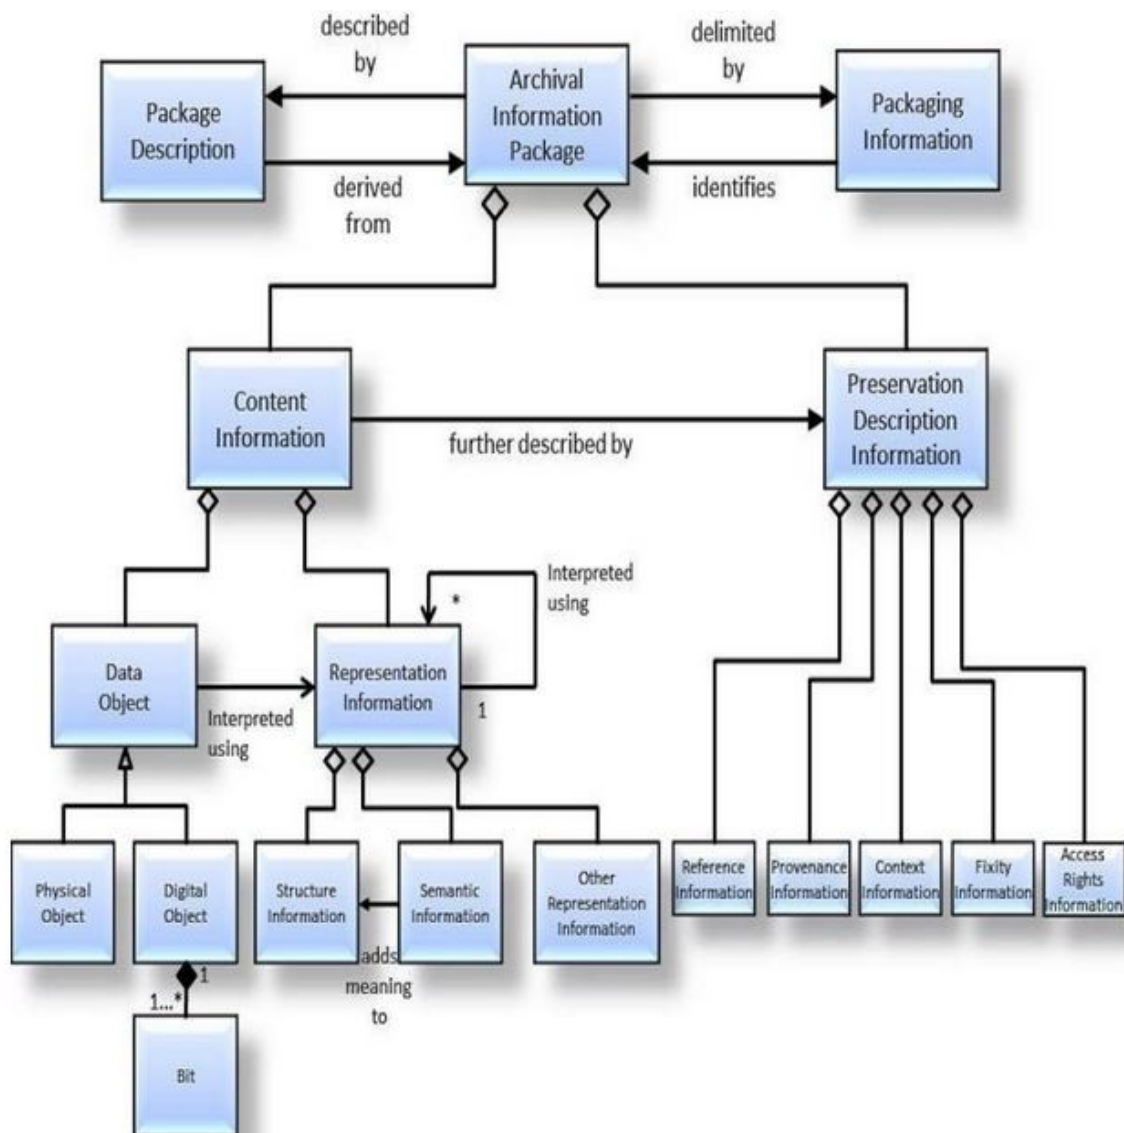 described
by
delimited
by
Package
Description
Archival
Information
Package
Packaging
Information
derived
from
identifies
Content
Information
further described by
Preservation
Description
Information
Interpreted
using
*
Data
Object
Interpreted
using
Representation
Information
1
Physical
Object
Digital
Object
Structure
Information
Semantic
Information
Other
Representation
Information
Reference
Information
Provenance
Information
Context
Information
Fixity
Information
Access
Rights
Information
adds
meaning
to
1
1...*
Bit